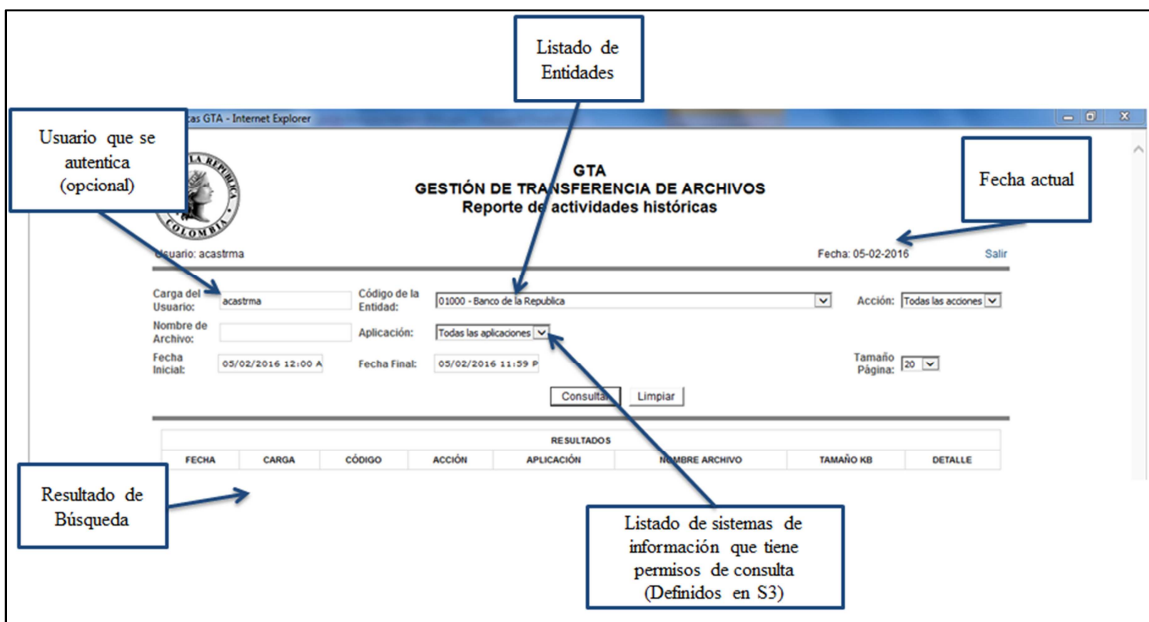 Listado de
Entidades
cas GTA - Internet Explorer
Usuario que se
autentica
(opcional)
COLOMBIA
GTA
GESTIÓN DE TRANSFERENCIA DE ARCHIVOS
Reporte de actividades históricas
Fecha actual
Usuario: acastrma
Fecha: 05-02-2016
Salir
Carga del
Usuario:
acastrma
Código de la
Entidad:
01000 - Banco de la Republica
Acción:
Todas las acciones
Nombre de
Archivo:
Aplicación:
Todas las aplicaciones
Fecha
Inicial:
05/02/2016 12:00 A
Fecha Final:
05/02/2016 11:59 P
Tamaño
Página:
20
Consultar
Limpiar
RESULTADOS
FECHA CARGA CÓDIGO ACCIÓN APLICACIÓN NOMBRE ARCHIVO TAMAÑO KB DETALLE
Resultado de
Búsqueda
Listado de sistemas de
información que tiene
permisos de consulta
(Definidos en S3)